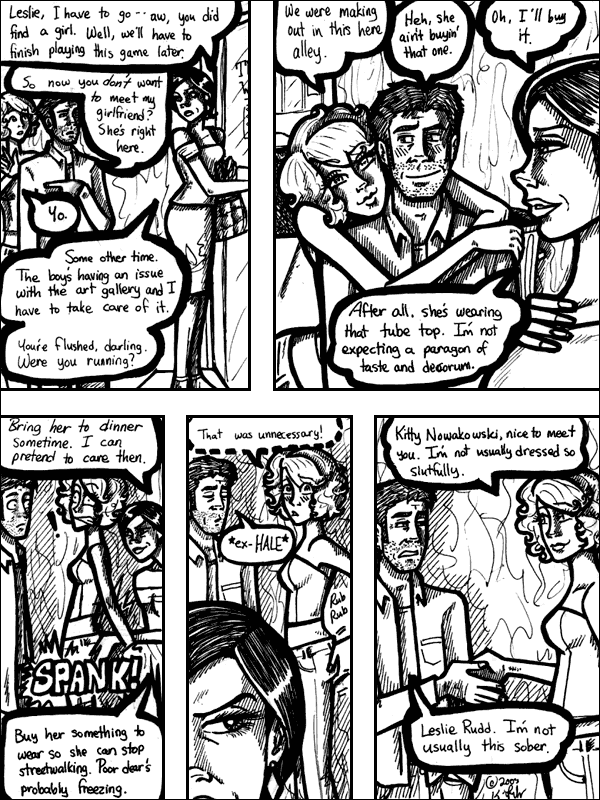 Leslie, I have to go -- aw, you did
find a girl. Well, we'll have to
finish playing this game later.
So now you don't want
to meet my
girlfriend?
She's right
here.
Yo.
Some other time.
The boy's having an issue
with the art gallery and I
have to take care of it.
You're flushed, darling.
Were you running?
We were making
out in this here
alley.
Heh, she
ain't buyin'
that one.
Oh, I'll buy
it.
After all, she's wearing
that tube top. I'm not
expecting a paragon of
taste and decorum.
Bring her to dinner
sometime. I can
pretend to care then.
SPANK!
Buy her something to
wear so she can stop
streetwalking. Poor dear's
probably freezing.
That was unnecessary!
*ex-HALE*
Rub
Rub
Kitty Nowakowski, nice to meet
you. I'm not usually dressed so
sluttily.
Leslie Rudd. I'm not
usually this sober.